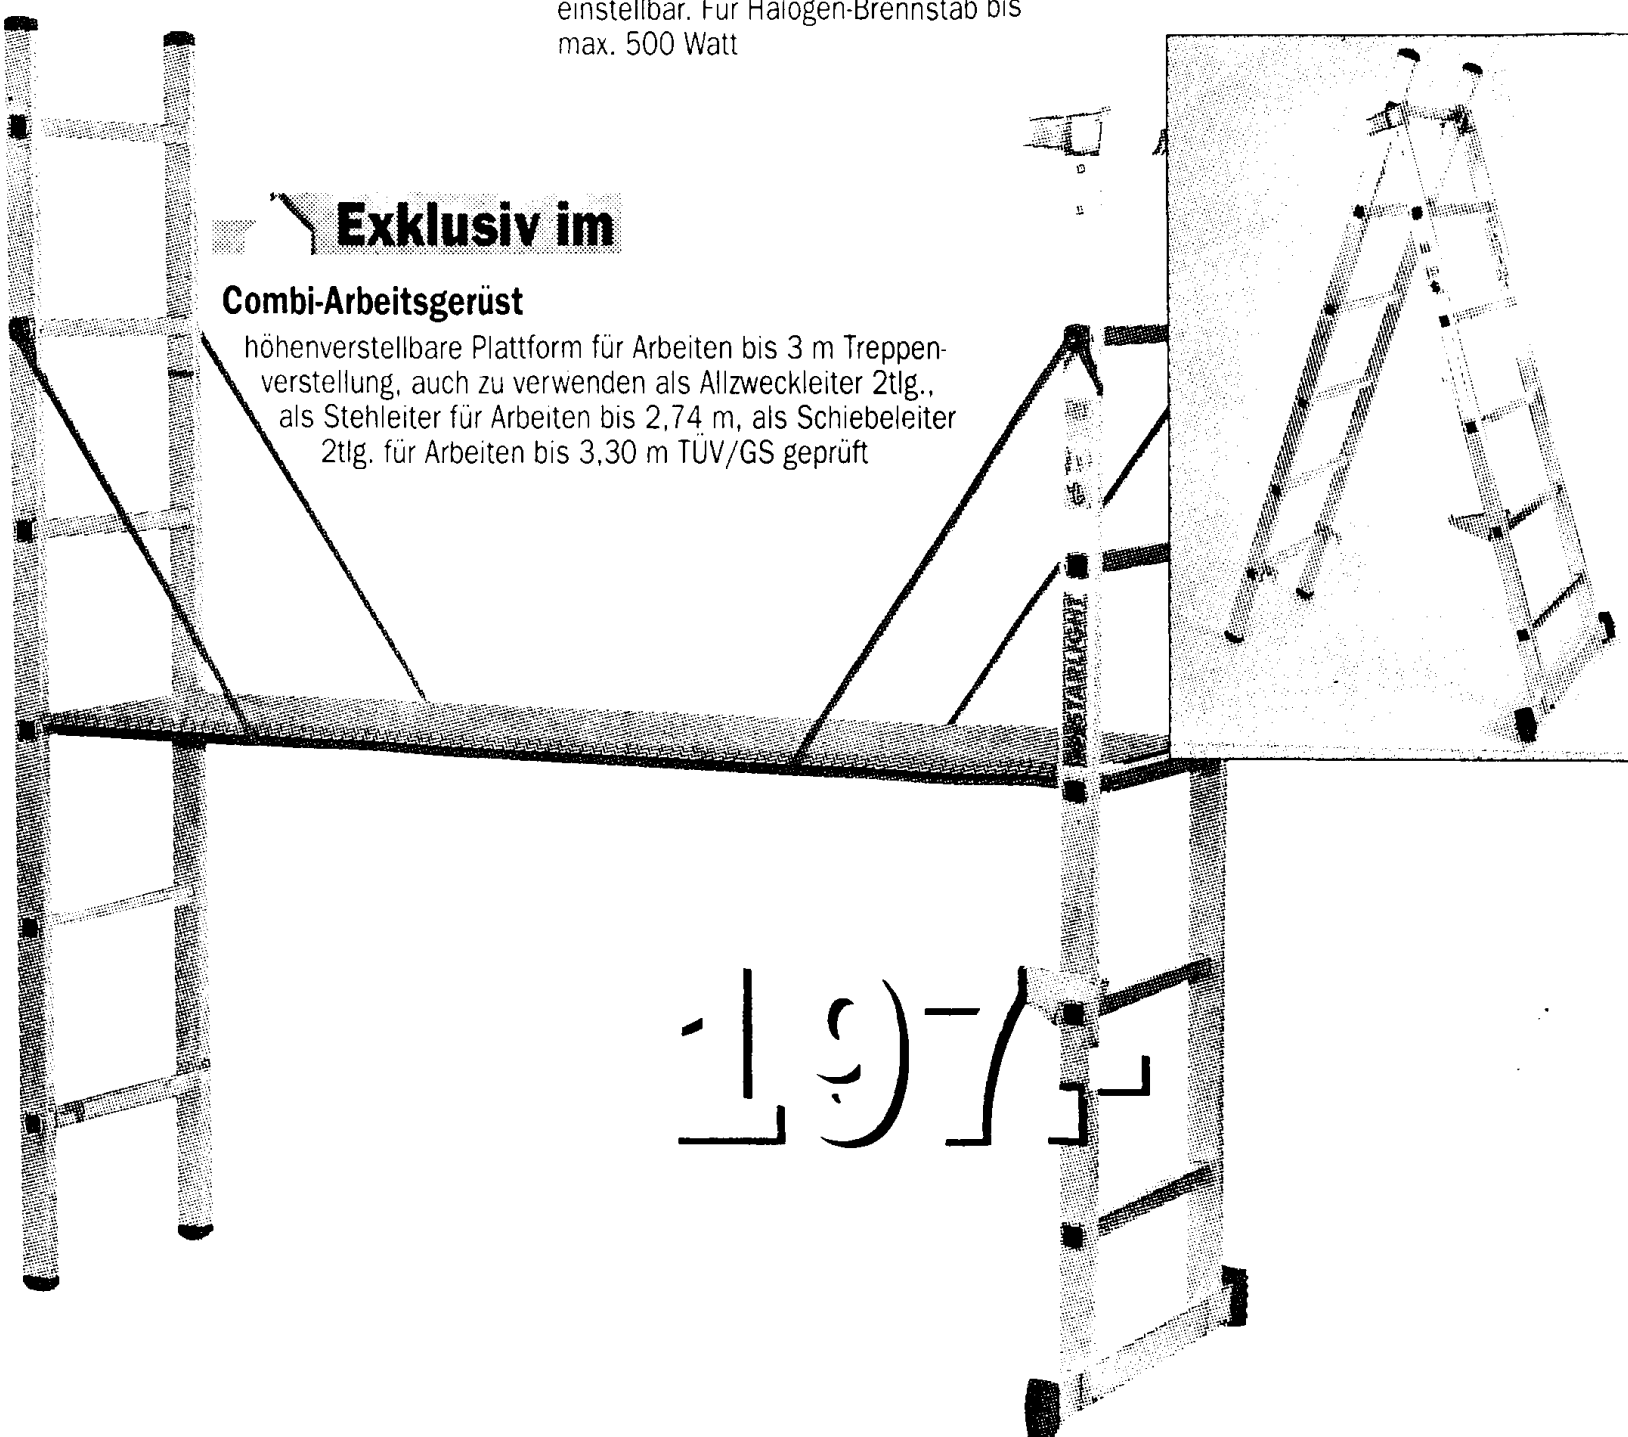 einstellbar. Für Halogen-Brennstab bis
max. 500 Watt
Exklusiv im
Combi-Arbeitsgerüst
höhenverstellbare Plattform für Arbeiten bis 3 m Treppen-
verstellung, auch zu verwenden als Allzweckleiter 2tlg.,
als Stehleiter für Arbeiten bis 2,74 m, als Schiebeleiter
2tlg. für Arbeiten bis 3,30 m TÜV/GS geprüft
STARLIGHT
197.-